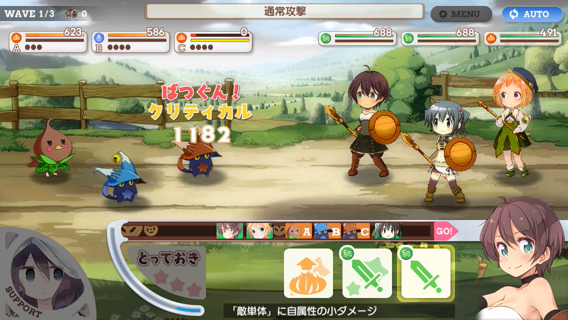 WAVE 1/3
0
通常攻撃
MENU
AUTO
623
586
0
688
688
491
A
B
C
ばつぐん!
クリティカル
1182
A
B
C
GO!
とっておき
SUPPORT
「敵単体」に自属性の小ダメージ